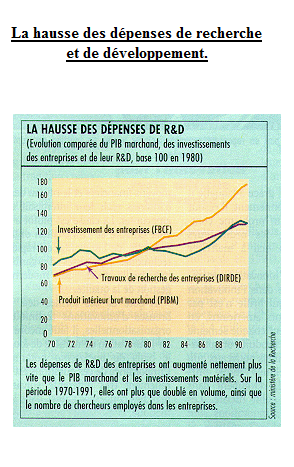 La hausse des dépenses de recherche
et de développement.
LA HAUSSE DES DÉPENSES DE R&D
(Evolution comparée du PIB marchand, des investissements
des entreprises et de leur R&D, base 100 en 1980)
180
160
140
120
100
80
60
40
20
0
Investissement des entreprises (FBCF)
Travaux de recherche des entreprises (DIRDE)
Produit intérieur brut marchand (PIBM)
70 72 74 76 78 80 82 84 86 88 90
Les dépenses de R&D des entreprises ont augmenté nettement plus
vite que le PIB marchand et les investissements matériels. Sur la
période 1970-1991, elles ont plus que doublé en volume, ainsi que
le nombre de chercheurs employés dans les entreprises.
Source : ministère de la Recherche